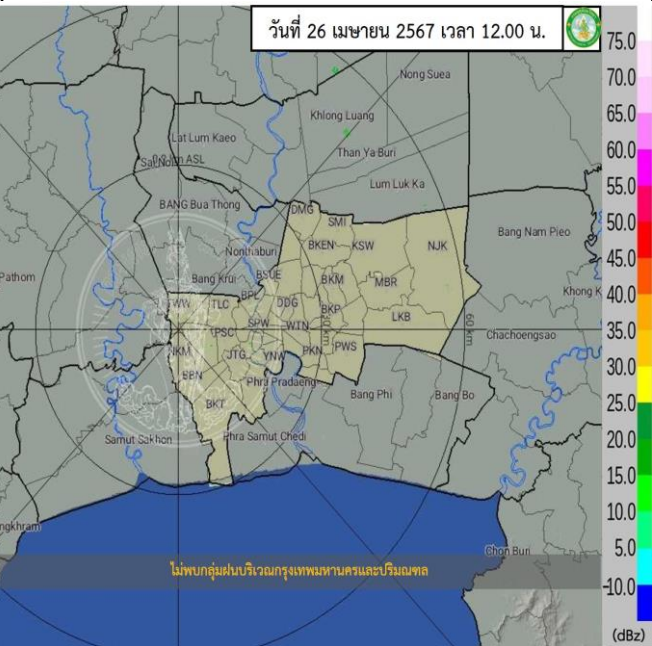 วันที่ 26 เมษายน 2567 เวลา 12.00 น.
75.0
70.0
65.0
60.0
55.0
50.0
45.0
40.0
35.0
30.0
25.0
20.0
15.0
10.0
5.0
-10.0
(dBz)
Nong Suea
Khlong Luang
Lat Lum Kaeo
Than Ya Buri
Lum Luk Ka
BANG Bua Thong
DMG
SMI
BKEN
KSW
NJK
Bang Nam Pieo
Nonthaburi
Pathom
Bang Krui
BSUE
BKM
MBR
Khong K
BPL
TLC
DDG
BKP
LKB
SPW
WTN
60 km
Chachoengsao
PSC
NKM
JTG
YNW
PKN
PWS
BBN
Phra Pradaeng
BKT
Bang Phi
Bang Bo
Samut Sakhon
Phra Samut Chedi
ngkhram
Chon Buri
ไม่พบกลุ่มฝนบริเวณกรุงเทพมหานครและปริมณฑล